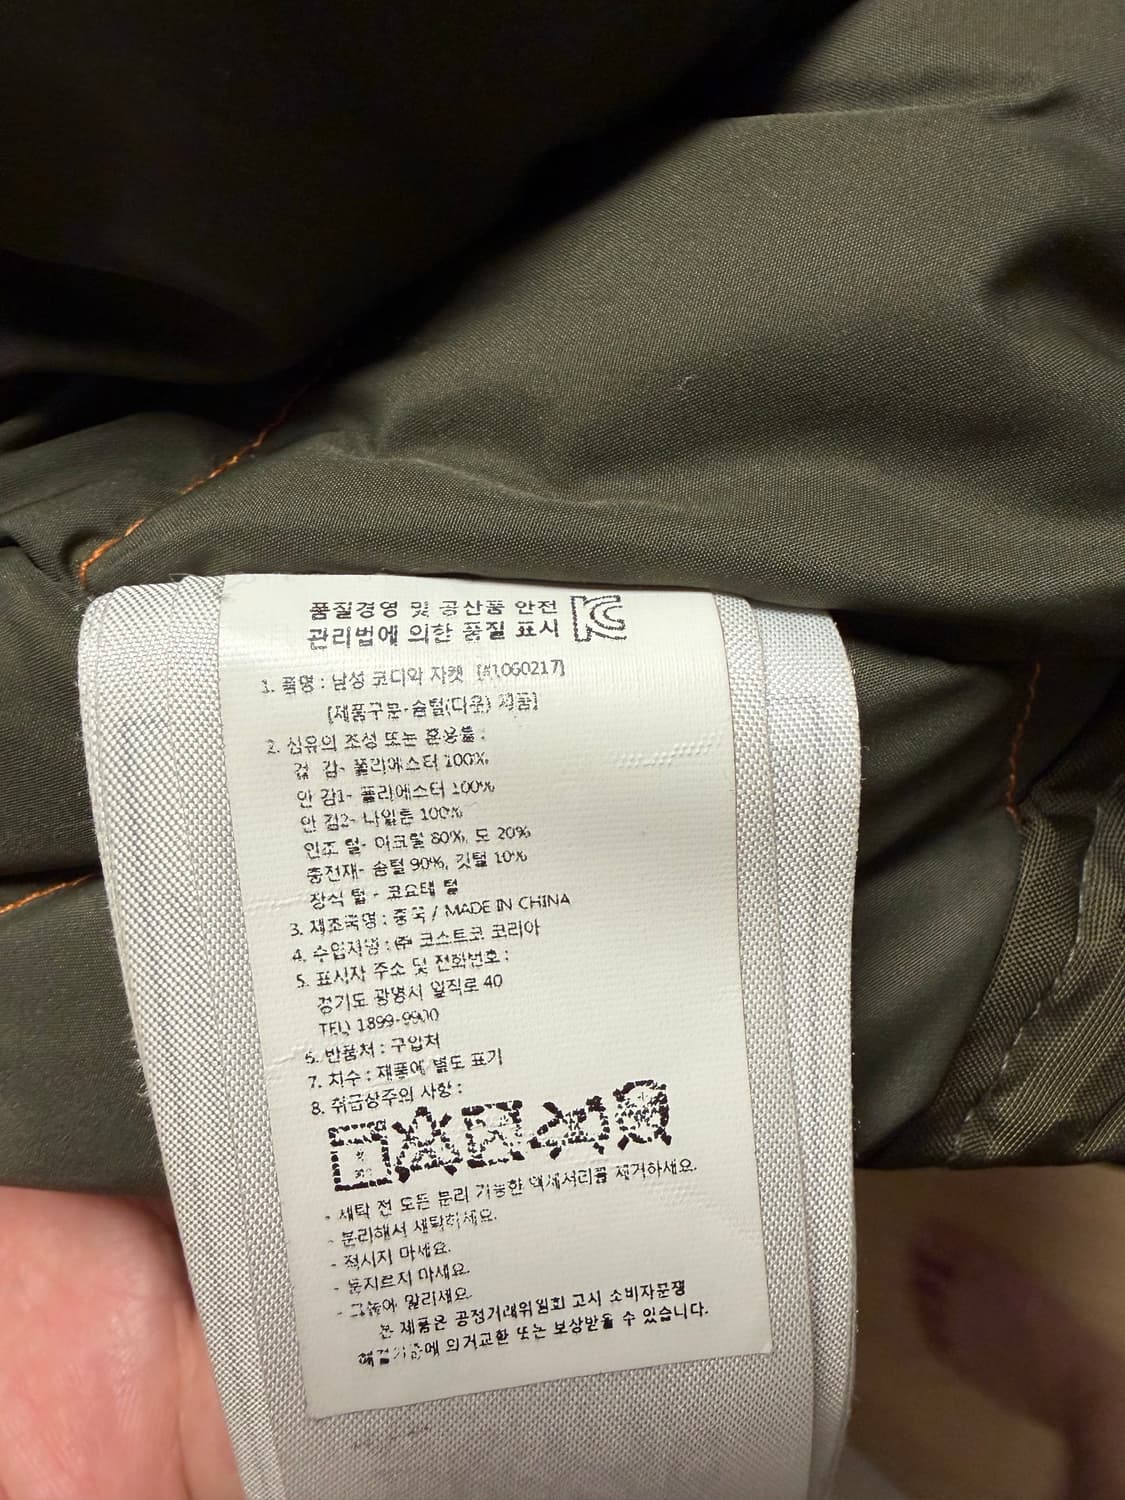 품질경영 및 공산품 안전
관리법에 의한 품질 표시
1. 품명 : 남성 코디악 자켓 [#1060217]
[제품구분-솜털(다운) 제품]
2. 섬유의 조성 또는 혼용률 :
겉 감- 폴리에스터 100%
안 감1- 폴리에스터 100%
안 감2- 나일론 100%
인조 털- 아크릴 80%, 도 20%
충전재- 솜털 90%, 깃털 10%
장식 털 - 코요테 털
3. 제조국명 : 중국 / MADE IN CHINA
4. 수입자명 : ㈜ 코스트코 코리아
5. 표시자 주소 및 전화번호 :
경기도 광명시 일직로 40
TEL) 1899-9900
6. 반품처 : 구입처
7. 치수 : 제품에 별도 표기
8. 취급상주의 사항 :
- 세탁 전 모든 분리 가능한 액세서리를 제거하세요.
- 분리해서 세탁하세요.
- 적시지 마세요.
- 문지르지 마세요.
- 그늘에 말리세요.
본 제품은 공정거래위원회 고시 소비자분쟁
해결기준에 의거교환 또는 보상받을 수 있습니다.